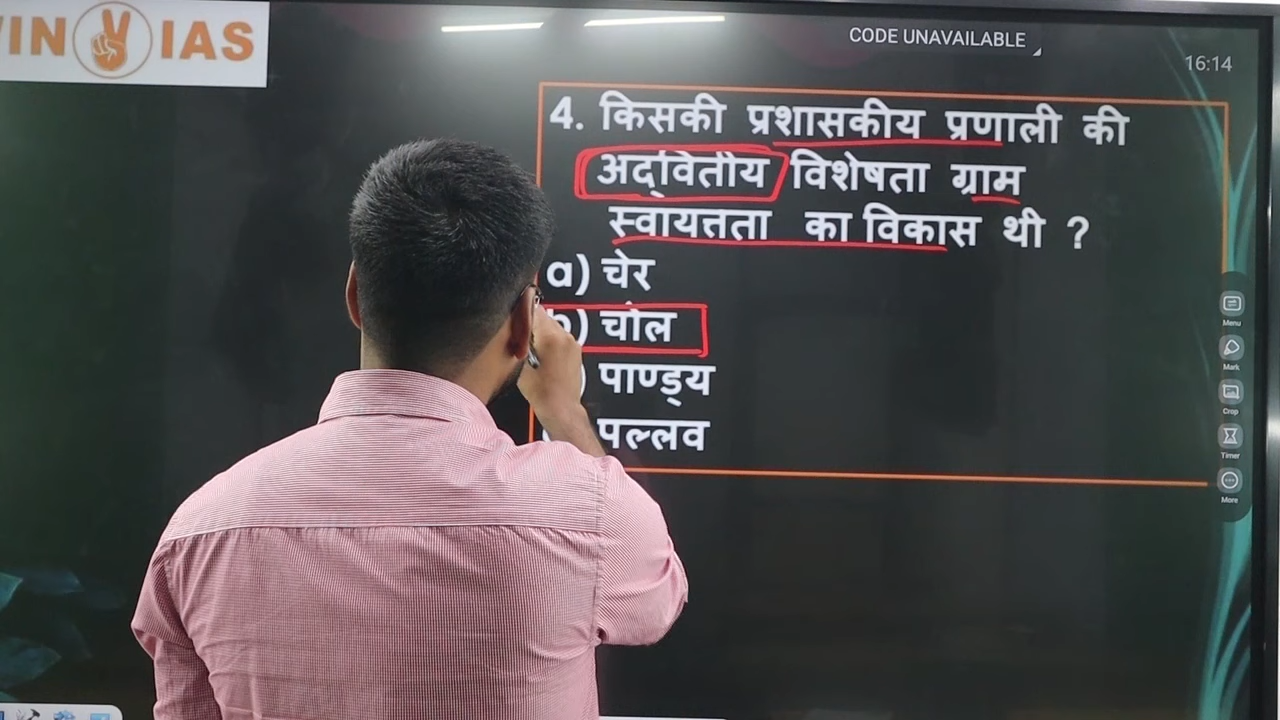 WIN IAS
CODE UNAVAILABLE
16:14
4. किसकी प्रशासकीय प्रणाली की
अद्वितीय विशेषता ग्राम
स्वायत्तता का विकास थी ?
a) चेर
b) चोल
) पाण्ड्य
पल्लव
Menu
Mark
Crop
Timer
More